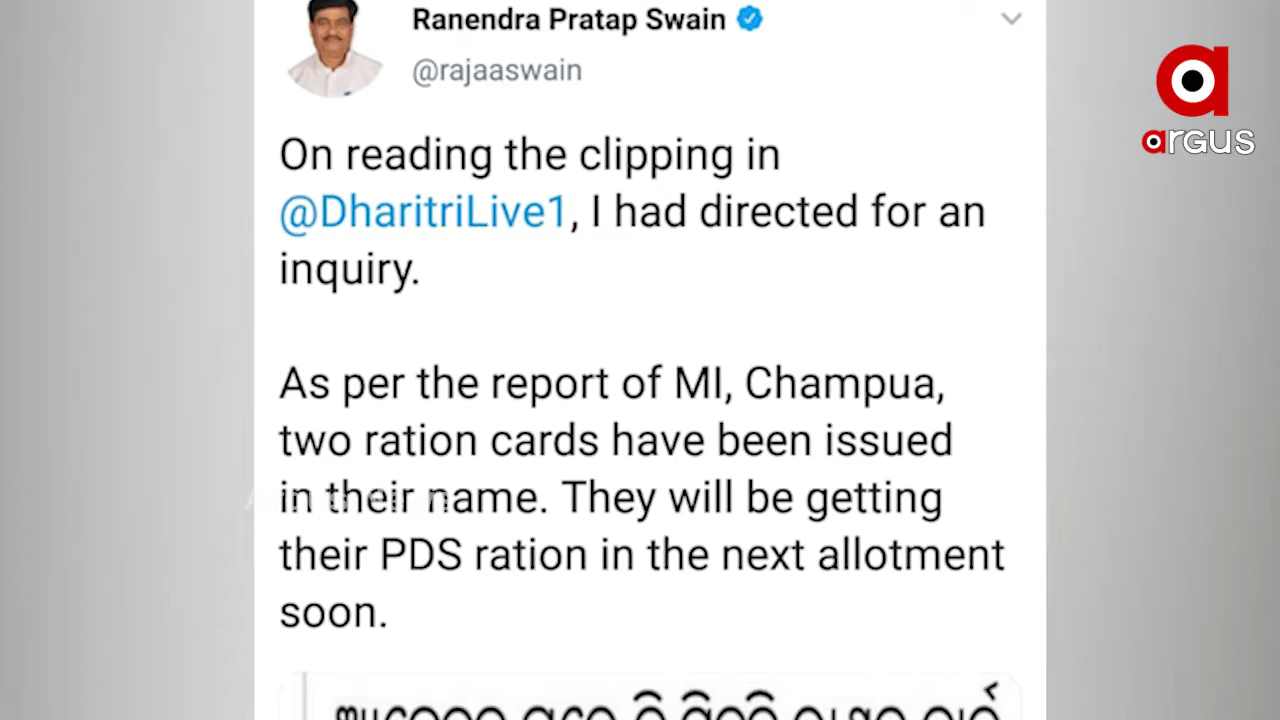 Ranendra Pratap Swain
@rajaaswain
argus
On reading the clipping in
@DharitriLive1, I had directed for an
inquiry.
As per the report of MI, Champua,
two ration cards have been issued
in their name. They will be getting
their PDS ration in the next allotment
soon.